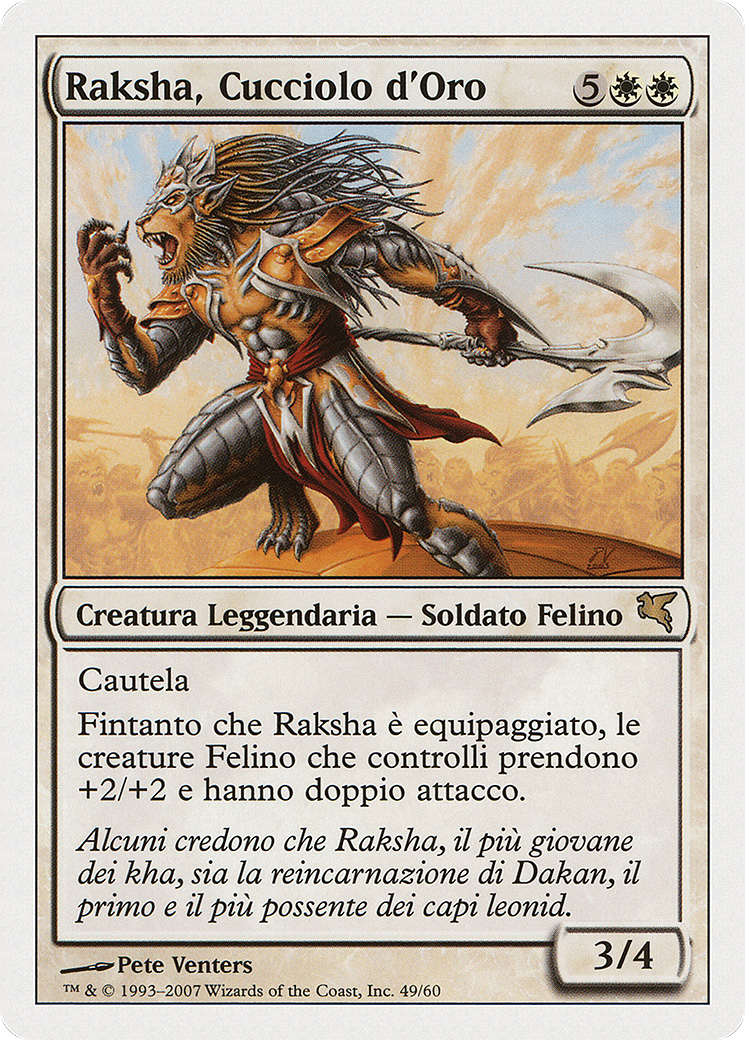 Raksha, Cucciolo d'Oro 5
Creatura Leggendaria — Soldato Felino
Cautela
Fintanto che Raksha è equipaggiato, le
creature Felino che controlli prendono
+2/+2 e hanno doppio attacco.
Alcuni credono che Raksha, il più giovane
dei kha, sia la reincarnazione di Dakan, il
primo e il più possente dei capi leonid.
3/4
Pete Venters
™ & © 1993–2007 Wizards of the Coast, Inc. 49/60